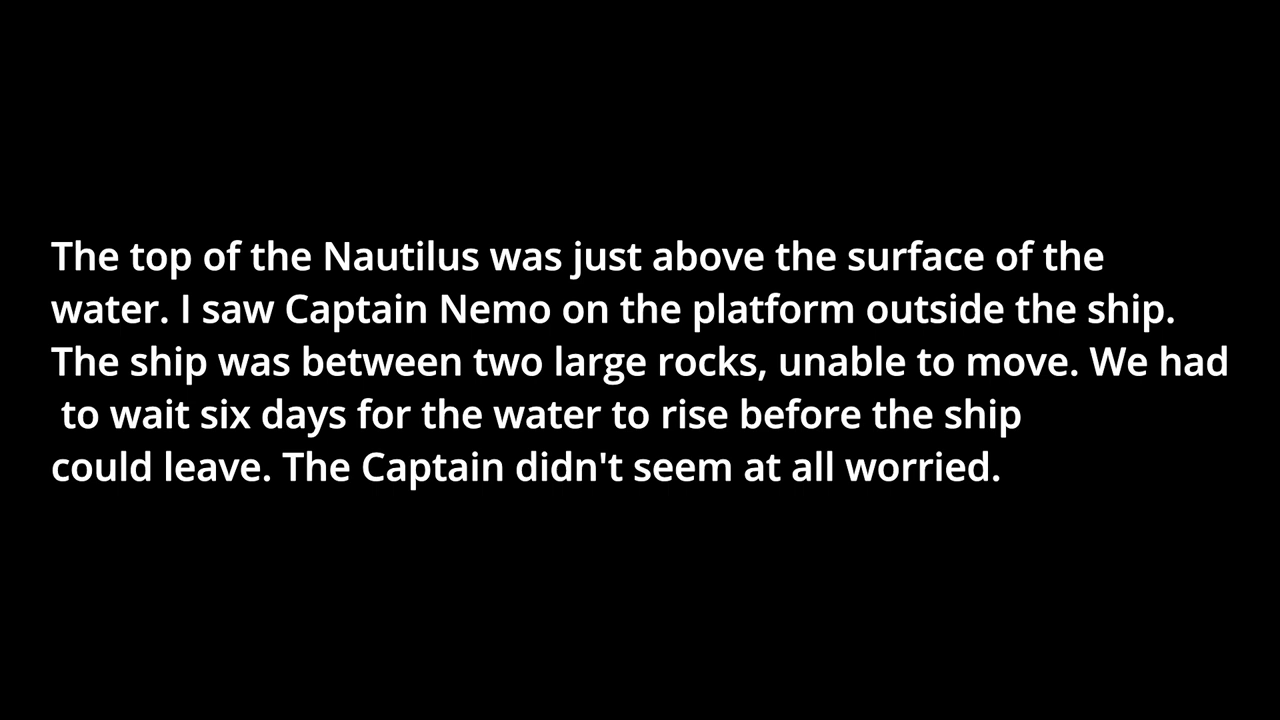 The top of the Nautilus was just above the surface of the
water. I saw Captain Nemo on the platform outside the ship.
The ship was between two large rocks, unable to move. We had
to wait six days for the water to rise before the ship
could leave. The Captain didn't seem at all worried.